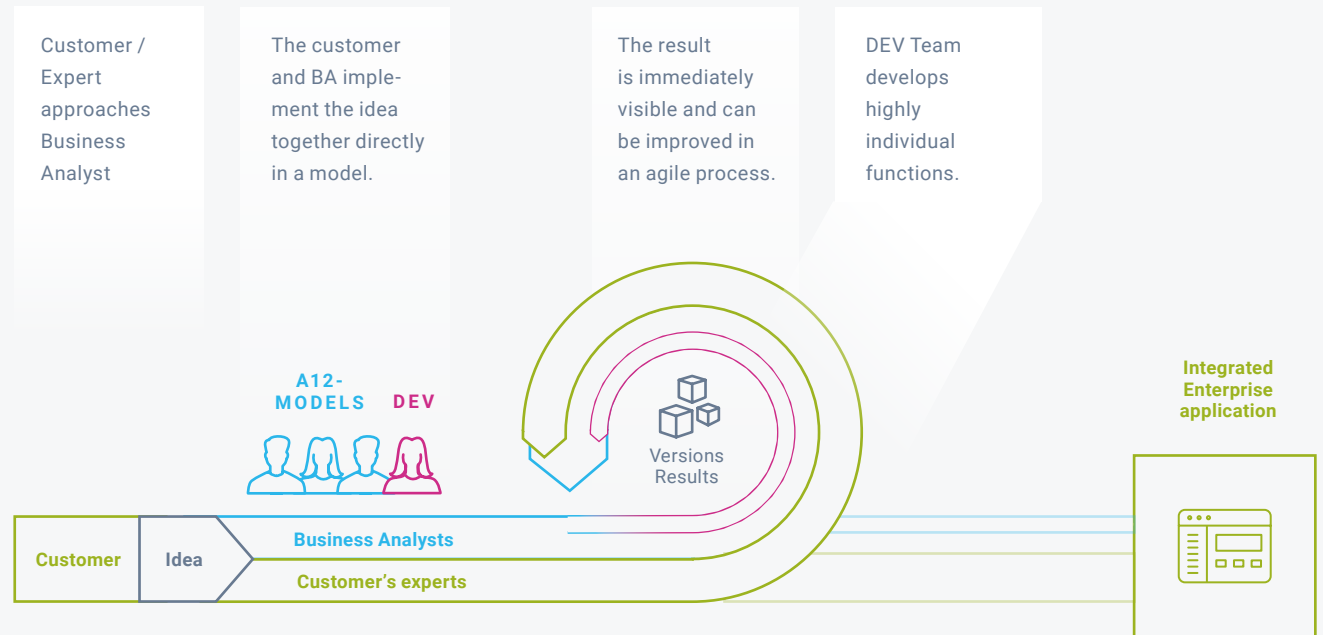 Customer /
Expert
approaches
Business
Analyst
The customer
and BA imple-
ment the idea
together directly
in a model.
The result
is immediately
visible and can
be improved in
an agile process.
DEV Team
develops
highly
individual
functions.
A12-
MODELS
DEV
Versions
Results
Integrated
Enterprise
application
Customer
Idea
Business Analysts
Customer’s experts